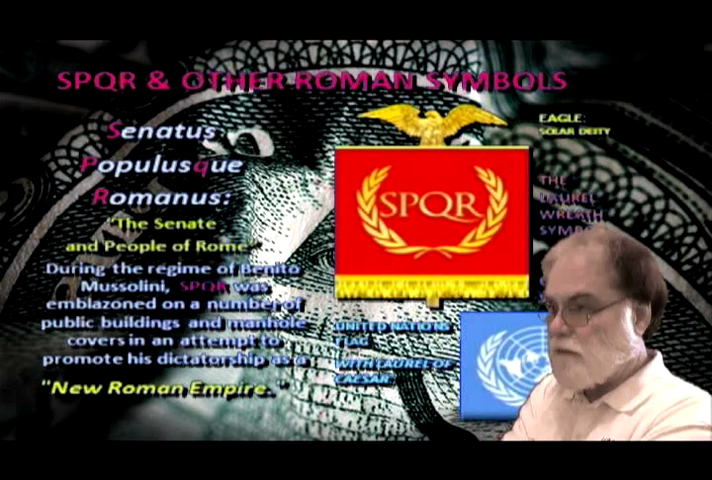 SPQR & OTHER ROMAN SYMBOLS
Senatus
Populusque
Romanus:
"The Senate
and People of Rome"
During the regime of Benito
Mussolini, SPQR was
emblazoned on a number of
public buildings and manhole
covers in an attempt to
promote his dictatorship as a
"New Roman Empire."
EAGLE:
SOLAR DEITY
SPQR
THE
LAUREL
WREATH
UNITED NATIONS
FLAG
WITH LAUREL OF
CAESAR